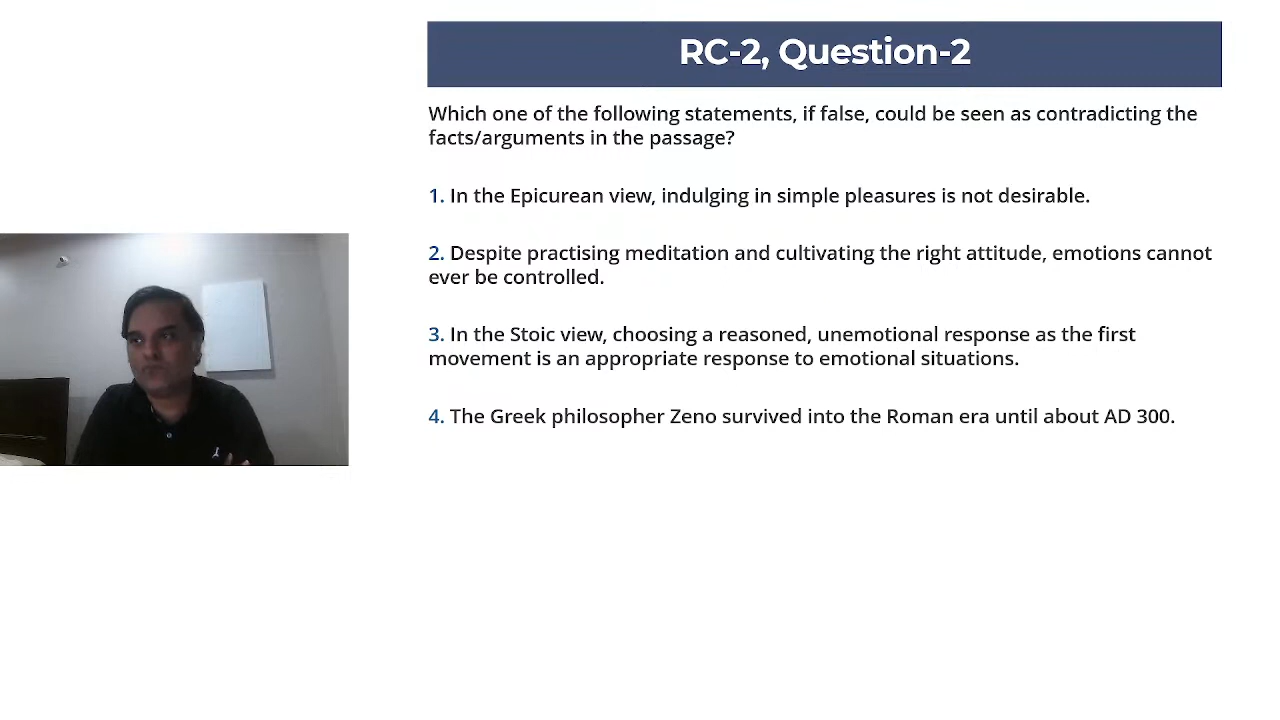 RC-2, Question-2
Which one of the following statements, if false, could be seen as contradicting the
facts/arguments in the passage?
1. In the Epicurean view, indulging in simple pleasures is not desirable.
2. Despite practising meditation and cultivating the right attitude, emotions cannot
ever be controlled.
3. In the Stoic view, choosing a reasoned, unemotional response as the first
movement is an appropriate response to emotional situations.
4. The Greek philosopher Zeno survived into the Roman era until about AD 300.